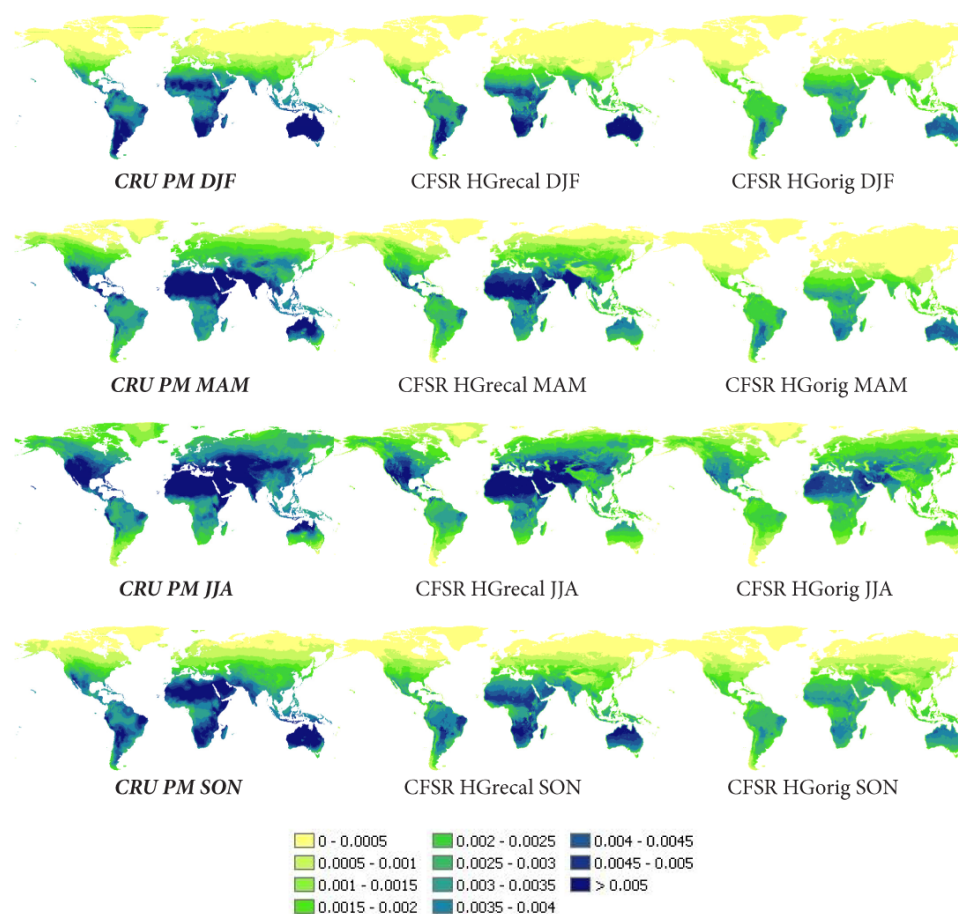 CRU PM DJF
CFSR HGrecal DJF
CFSR HGorig DJF
CRU PM MAM
CFSR HGrecal MAM
CFSR HGorig MAM
CRU PM JJA
CFSR HGrecal JJA
CFSR HGorig JJA
CRU PM SON
CFSR HGrecal SON
CFSR HGorig SON
0 - 0.0005
0.002 - 0.0025
0.004 - 0.0045
0.0005 - 0.001
0.0025 - 0.003
0.0045 - 0.005
0.001 - 0.0015
0.003 - 0.0035
> 0.005
0.0015 - 0.002
0.0035 - 0.004